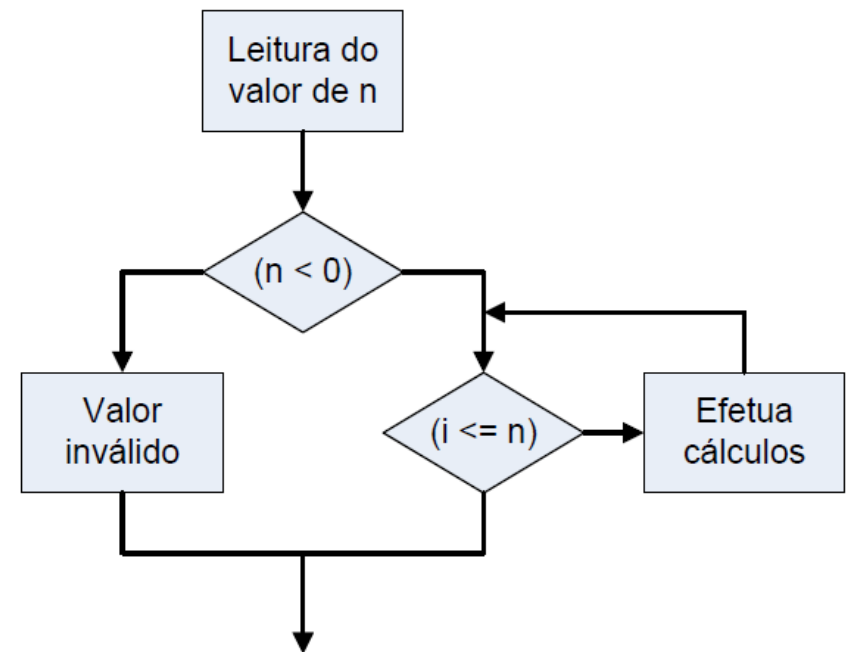 Leitura do
valor de n
(n < 0)
Valor
inválido
(i <= n)
Efetua
cálculos